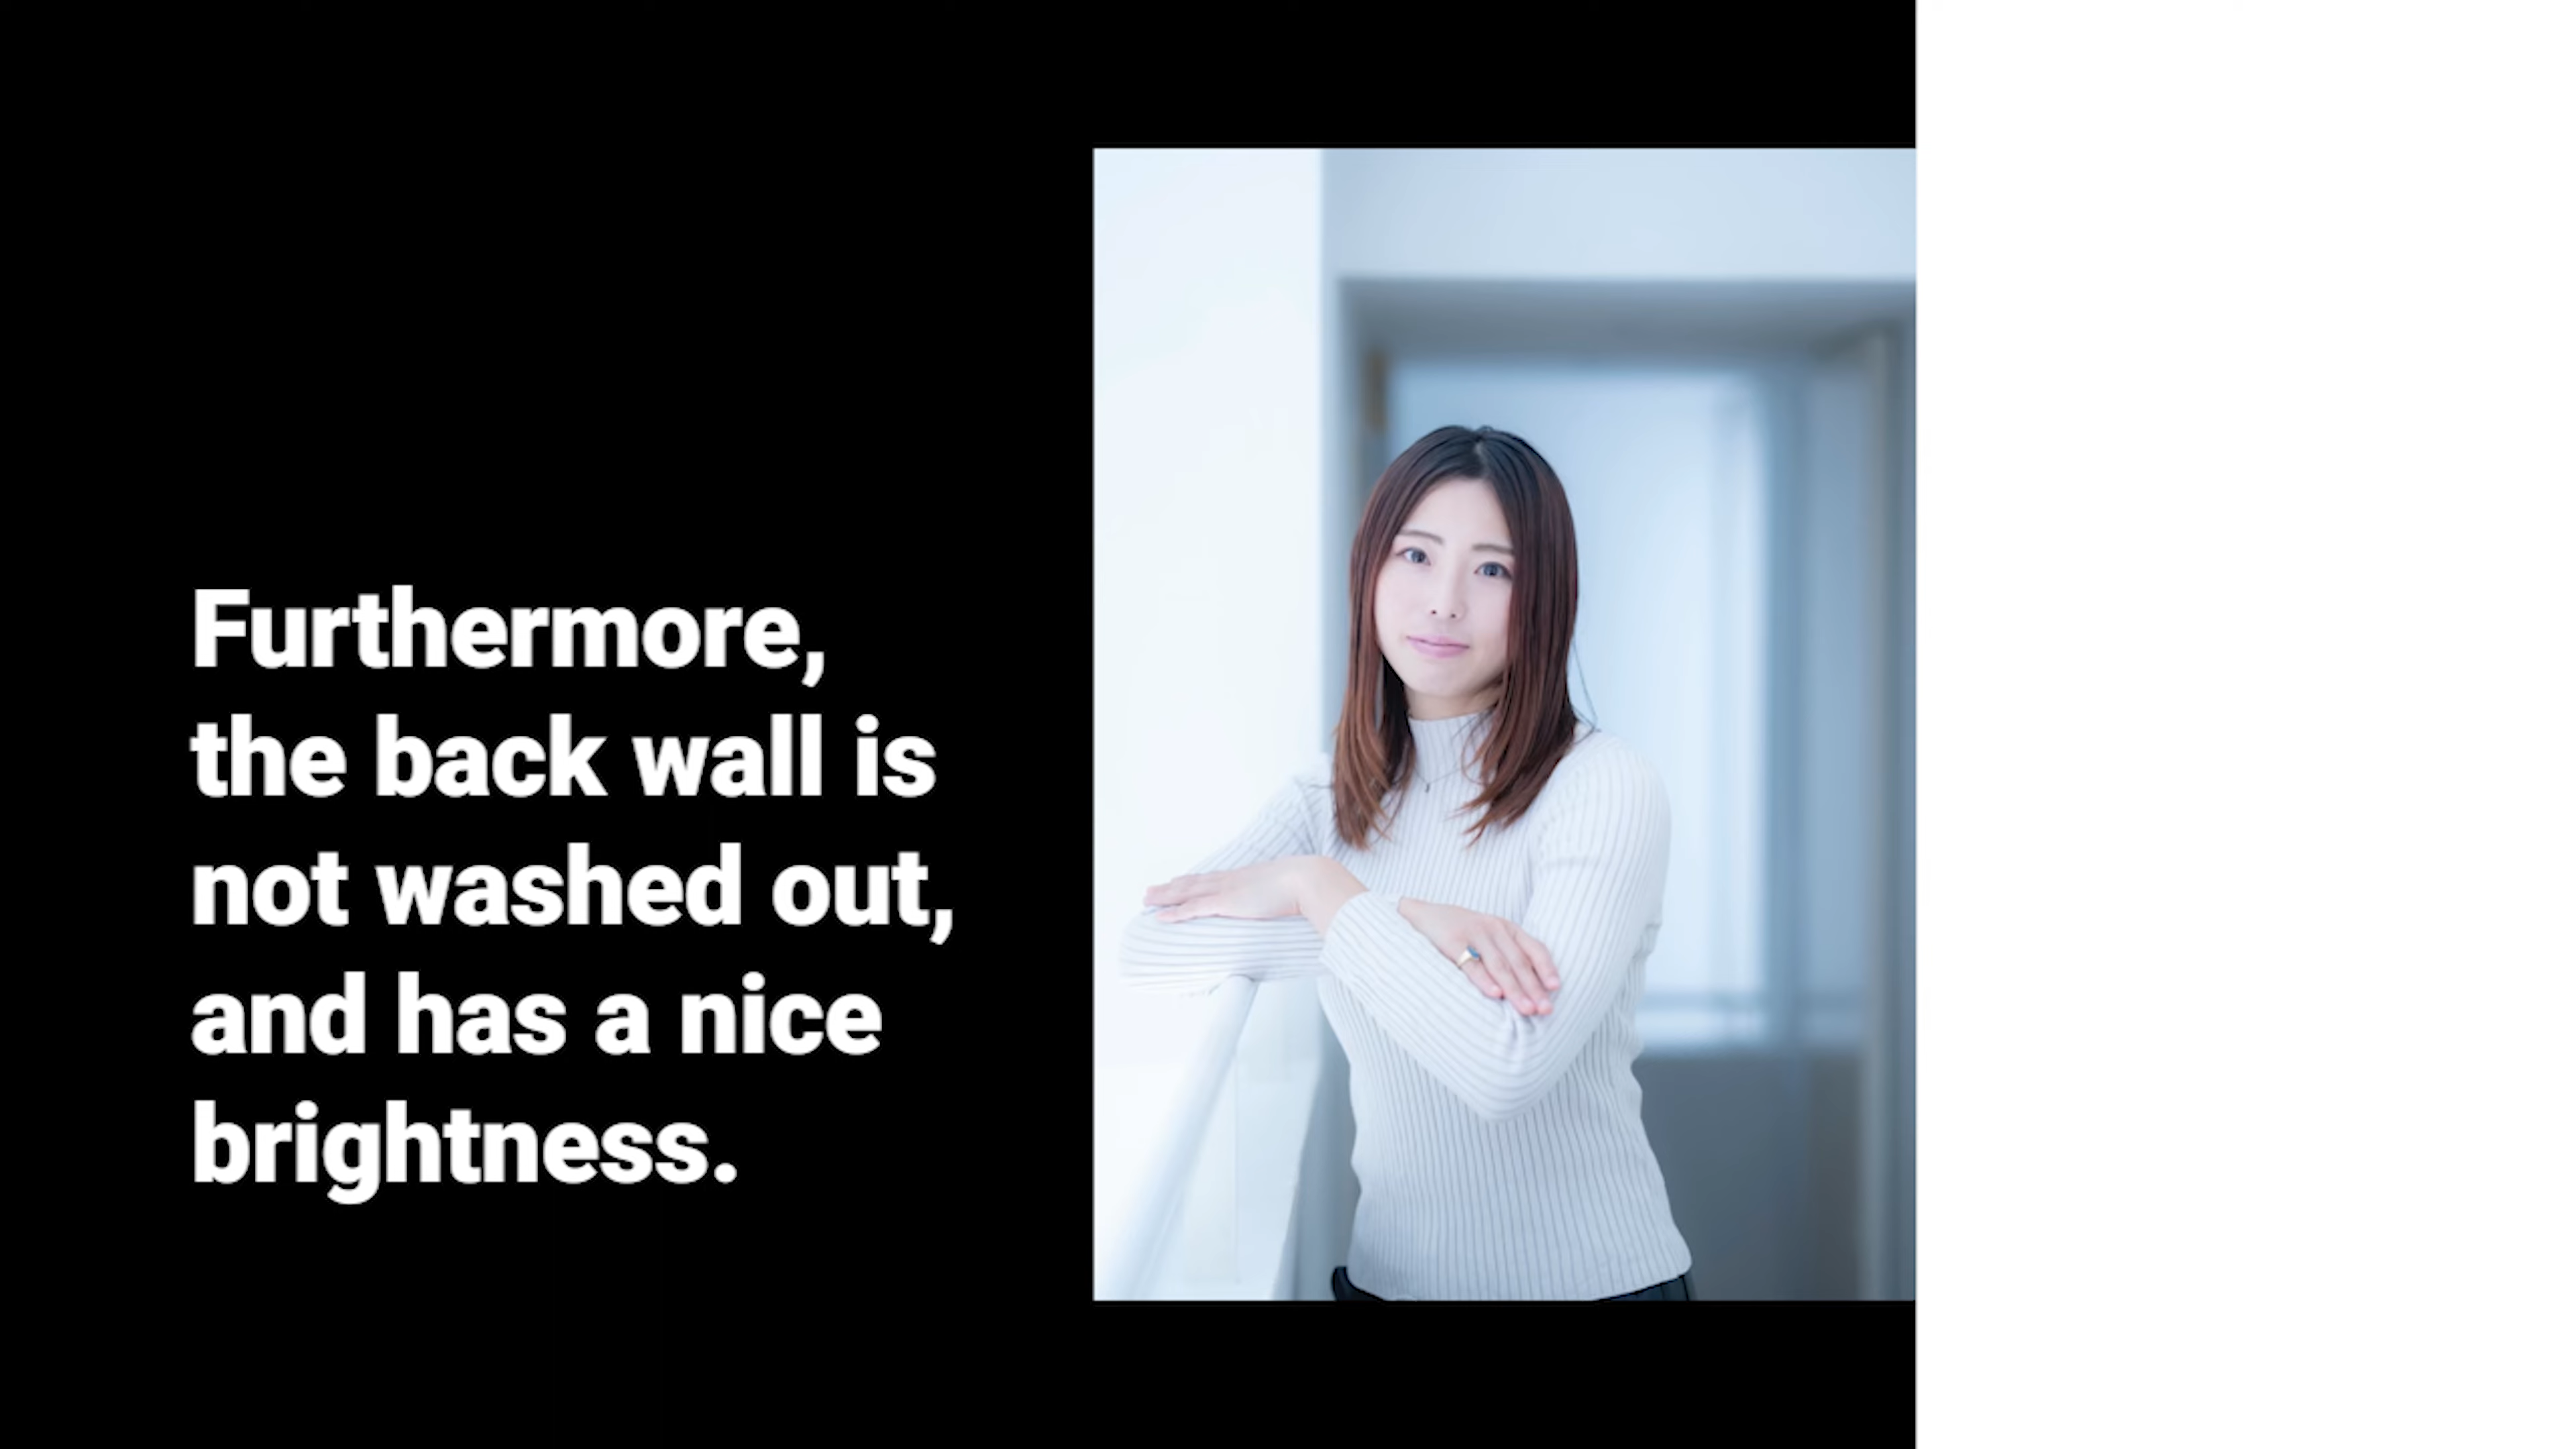 Furthermore,
the back wall is
not washed out,
and has a nice
brightness.